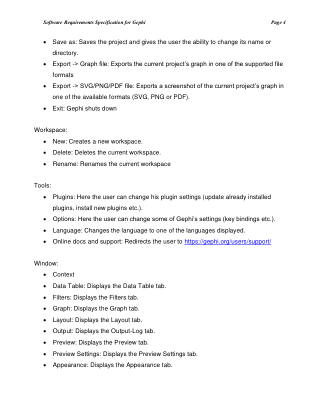 Software Requirements Specification for Gephi Page 4
• Save as: Saves the project and gives the user the ability to change its name or
directory.
• Export -> Graph file: Exports the current project's graph in one of the supported file
formats
• Export -> SVG/PNG/PDF file: Exports a screenshot of the current project's graph in
one of the available formats (SVG, PNG or PDF).
• Exit: Gephi shuts down
Workspace:
• New: Creates a new workspace.
• Delete: Deletes the current workspace.
• Rename: Renames the current workspace
Tools:
• Plugins: Here the user can change his plugin settings (update already installed
plugins, install new plugins etc.).
• Options: Here the user can change some of Gephi's settings (key bindings etc.).
• Language: Changes the language to one of the languages displayed.
• Online docs and support: Redirects the user to https://gephi.org/users/support/
Window:
• Context
• Data Table: Displays the Data Table tab.
• Filters: Displays the Filters tab.
• Graph: Displays the Graph tab.
• Layout: Displays the Layout tab.
• Output: Displays the Output-Log tab.
• Preview: Displays the Preview tab.
• Preview Settings: Displays the Preview Settings tab.
• Appearance: Displays the Appearance tab.